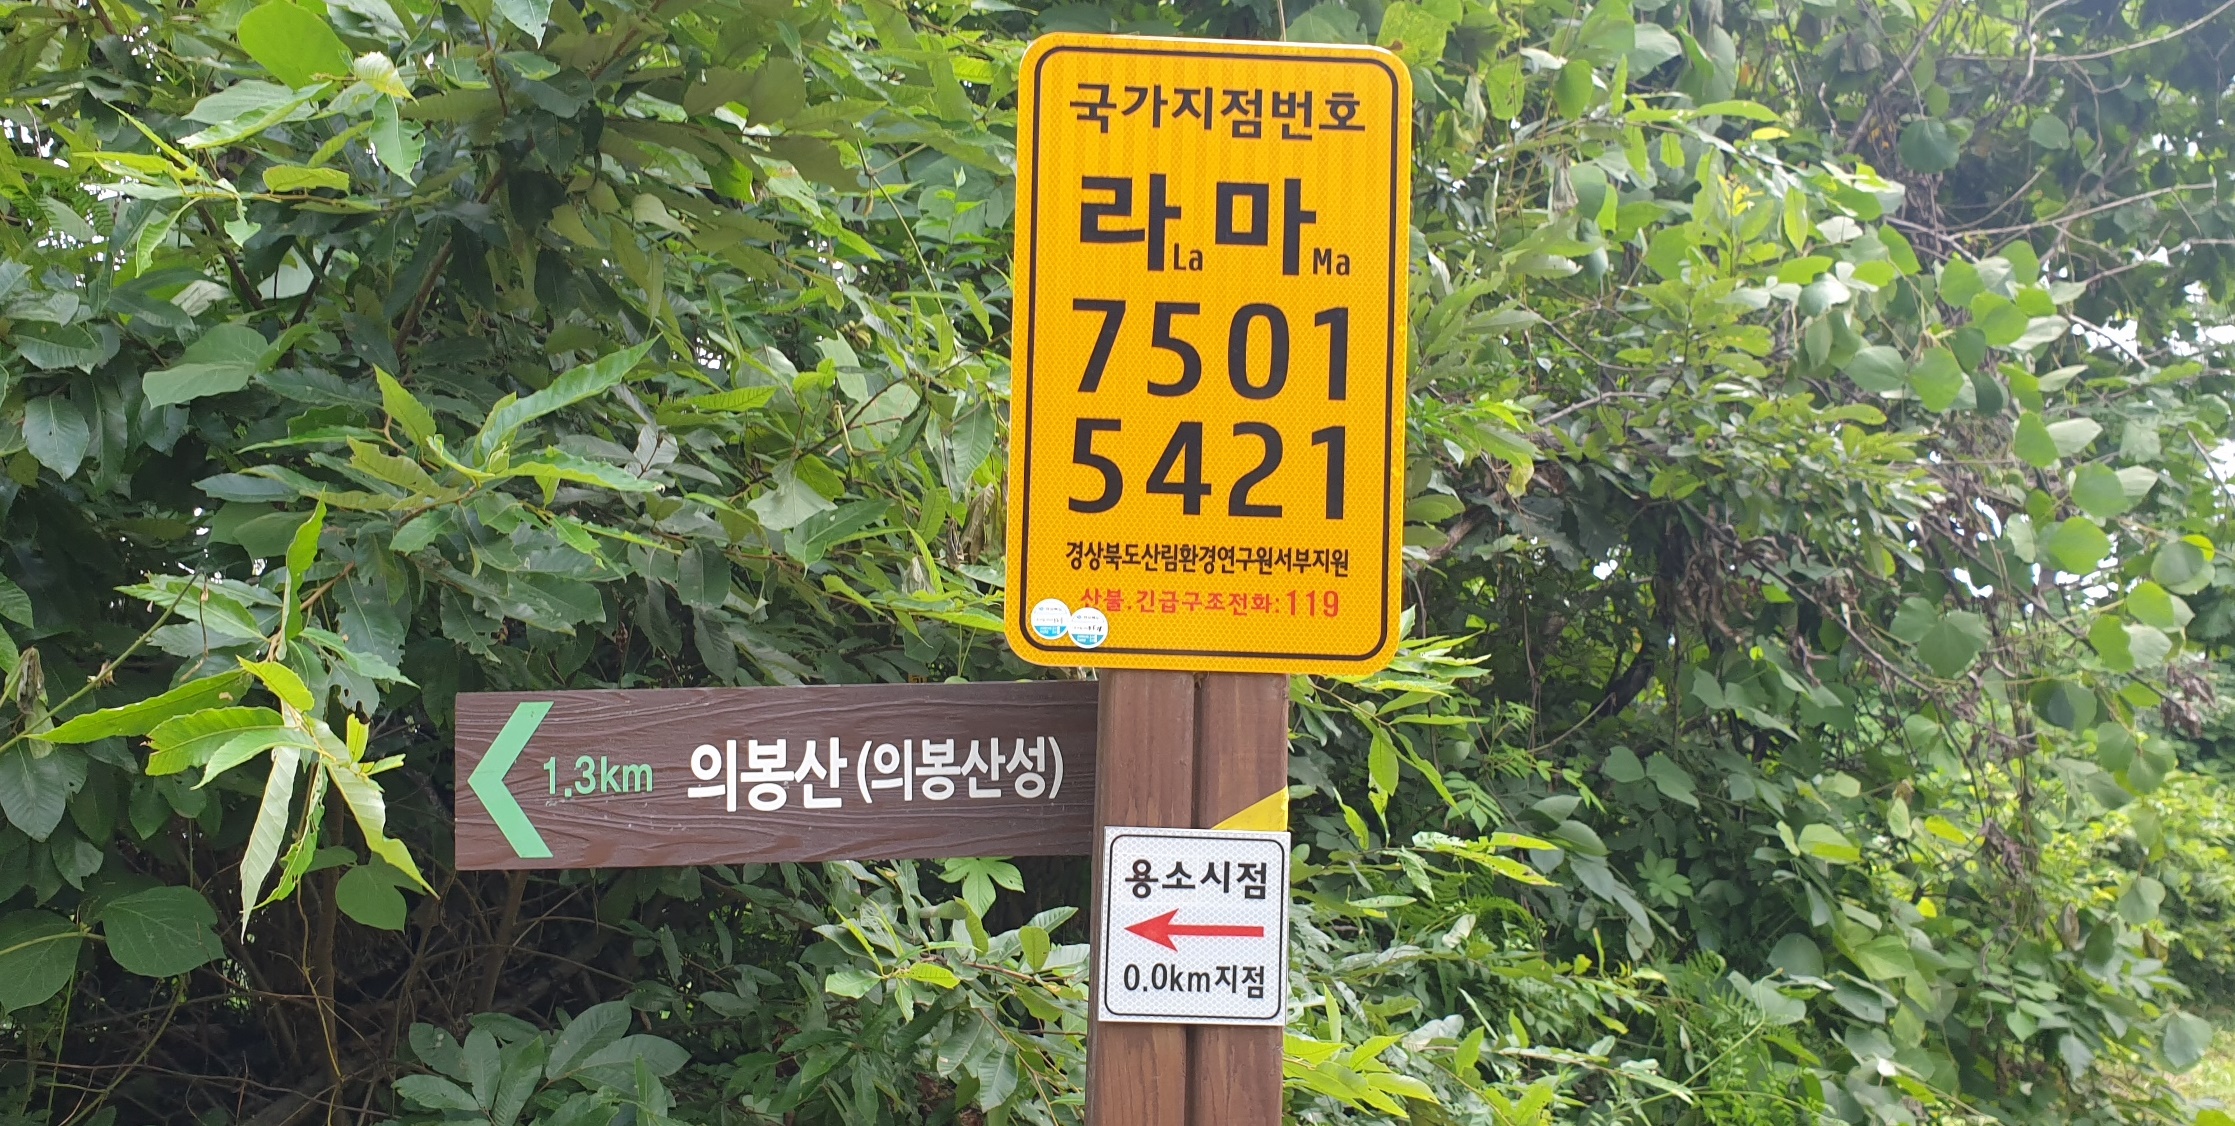 국가지점번호
라La 마Ma
7501
5421
경상북도산림환경연구원서부지원
산불.긴급구조전화:119
1.3km 의봉산(의봉산성)
용소시점
0.0km지점